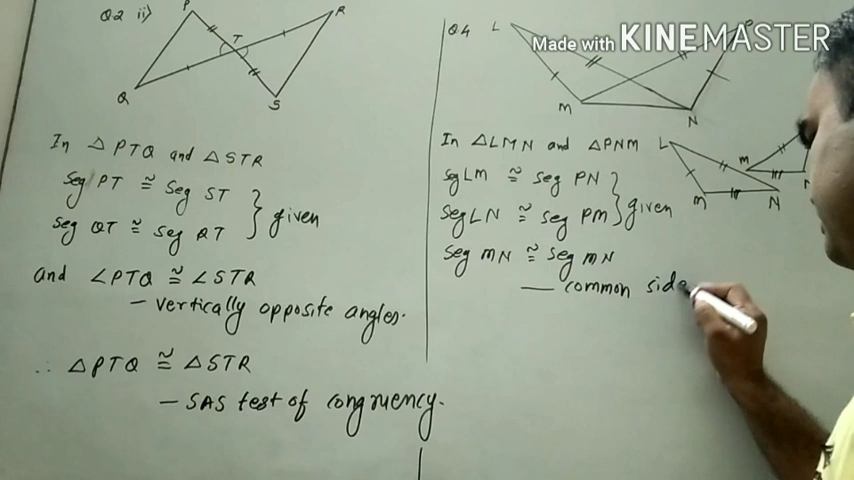 Q.2 ii)
P
R
T
Q
S
In △PTQ and △STR
seg PT ≅ seg ST
seg QT ≅ seg RT
} given
and ∠PTQ ≅ ∠STR
- vertically opposite angles.
∴ △PTQ ≅ △STR
- SAS test of congruency.
Q.4
L
P
M
N
Made with KINEMASTER
In △LMN and △PNM
seg LM ≅ seg PN
seg LN ≅ seg PM
} given
seg MN ≅ seg MN
— common side
L
M
N
M